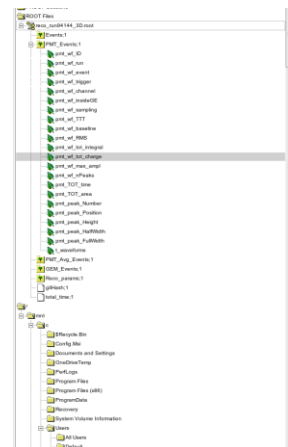 ROOT Files
reco_run94144_3D.root
Events;1
PMT_Events;1
pmt_wf_ID
pmt_wf_run
pmt_wf_event
pmt_wf_trigger
pmt_wf_channel
pmt_wf_insideGE
pmt_wf_sampling
pmt_wf_TTT
pmt_wf_baseline
pmt_wf_RMS
pmt_wf_tot_integral
pmt_wf_tot_charge
pmt_wf_max_ampl
pmt_wf_nPeaks
pmt_TOT_time
pmt_TOT_area
pmt_peak_Number
pmt_peak_Position
pmt_peak_Height
pmt_peak_HalfWidth
pmt_peak_FullWidth
t_waveforms
PMT_Avg_Events;1
GEM_Events;1
Reco_params;1
gitHash;1
total_time;1
/
mnt
c
$Recycle.Bin
Config.Msi
Documents and Settings
OneDriveTemp
PerfLogs
Program Files
Program Files (x86)
ProgramData
Recovery
System Volume Information
Users
All Users